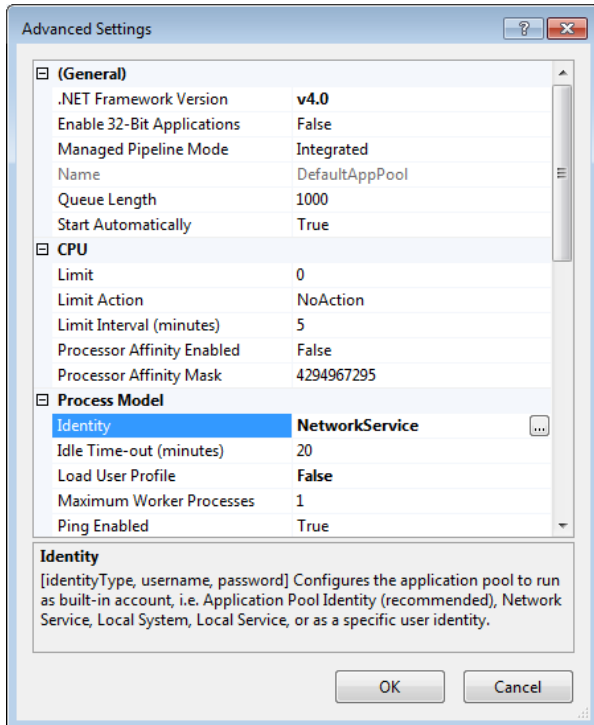 Advanced Settings
(General)
.NET Framework Version v4.0
Enable 32-Bit Applications False
Managed Pipeline Mode Integrated
Name DefaultAppPool
Queue Length 1000
Start Automatically True
CPU
Limit 0
Limit Action NoAction
Limit Interval (minutes) 5
Processor Affinity Enabled False
Processor Affinity Mask 4294967295
Process Model
Identity NetworkService ...
Idle Time-out (minutes) 20
Load User Profile False
Maximum Worker Processes 1
Ping Enabled True
Identity
[identityType, username, password] Configures the application pool to run
as built-in account, i.e. Application Pool Identity (recommended), Network
Service, Local System, Local Service, or as a specific user identity.
OK Cancel